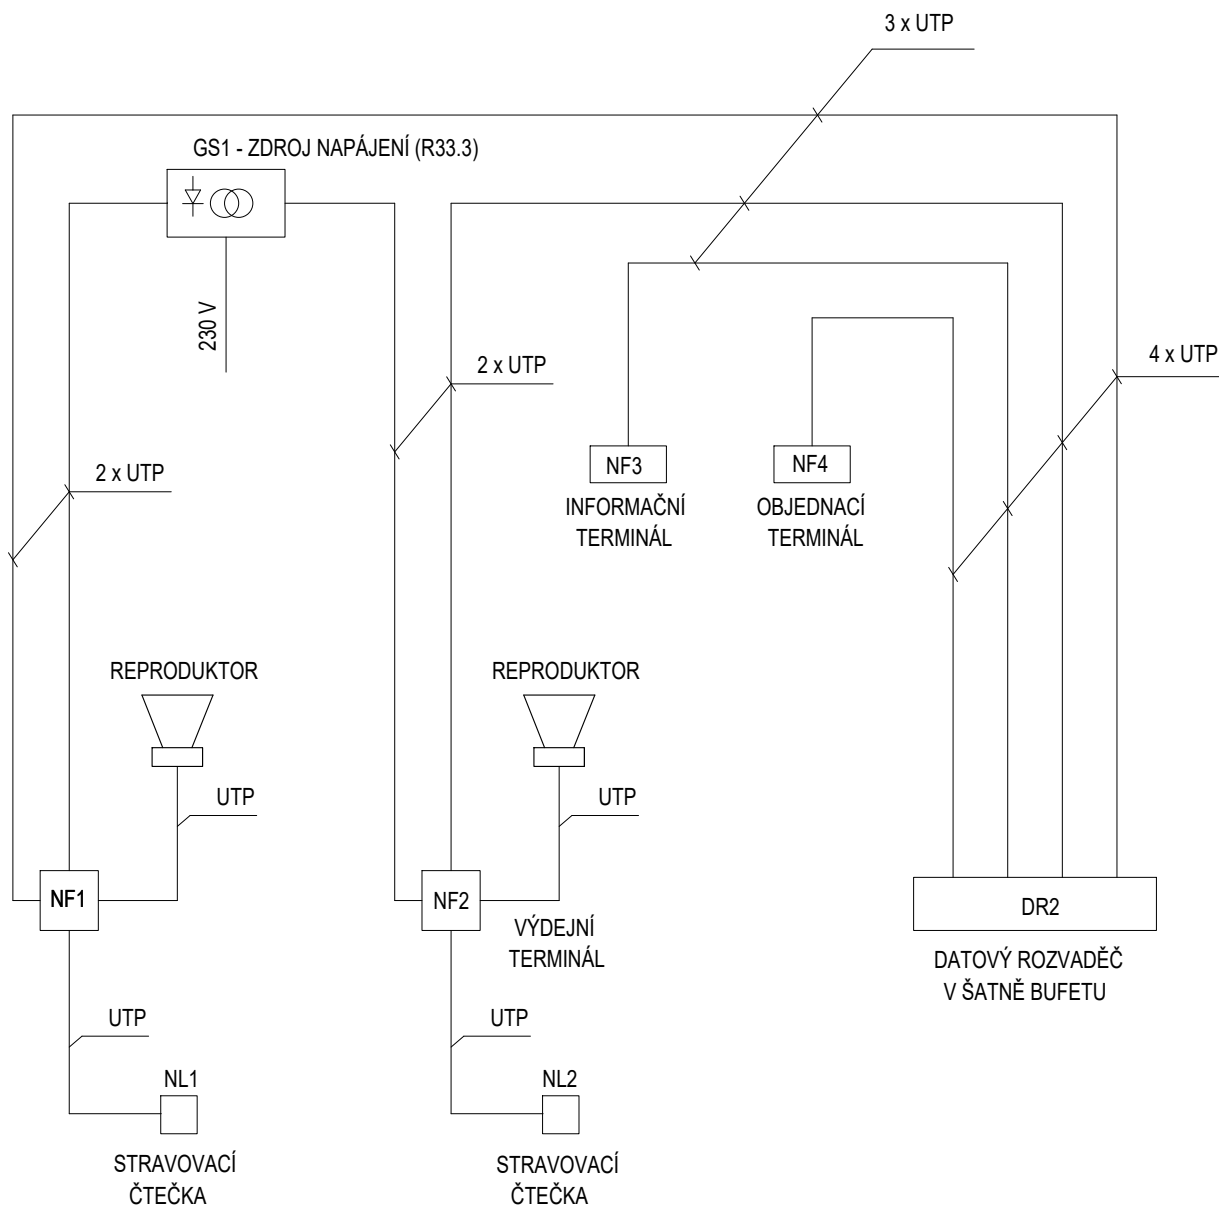 3 x UTP
GS1 - ZDROJ NAPÁJENÍ (R33.3)
230 V
2 x UTP
4 x UTP
2 x UTP
NF3
INFORMAČNÍ
TERMINÁL
NF4
OBJEDNACÍ
TERMINÁL
REPRODUKTOR
REPRODUKTOR
UTP
UTP
NF1
NF2
VÝDEJNÍ
TERMINÁL
DR2
DATOVÝ ROZVADĚČ
V ŠATNĚ BUFETU
UTP
UTP
NL1
NL2
STRAVOVACÍ
ČTEČKA
STRAVOVACÍ
ČTEČKA